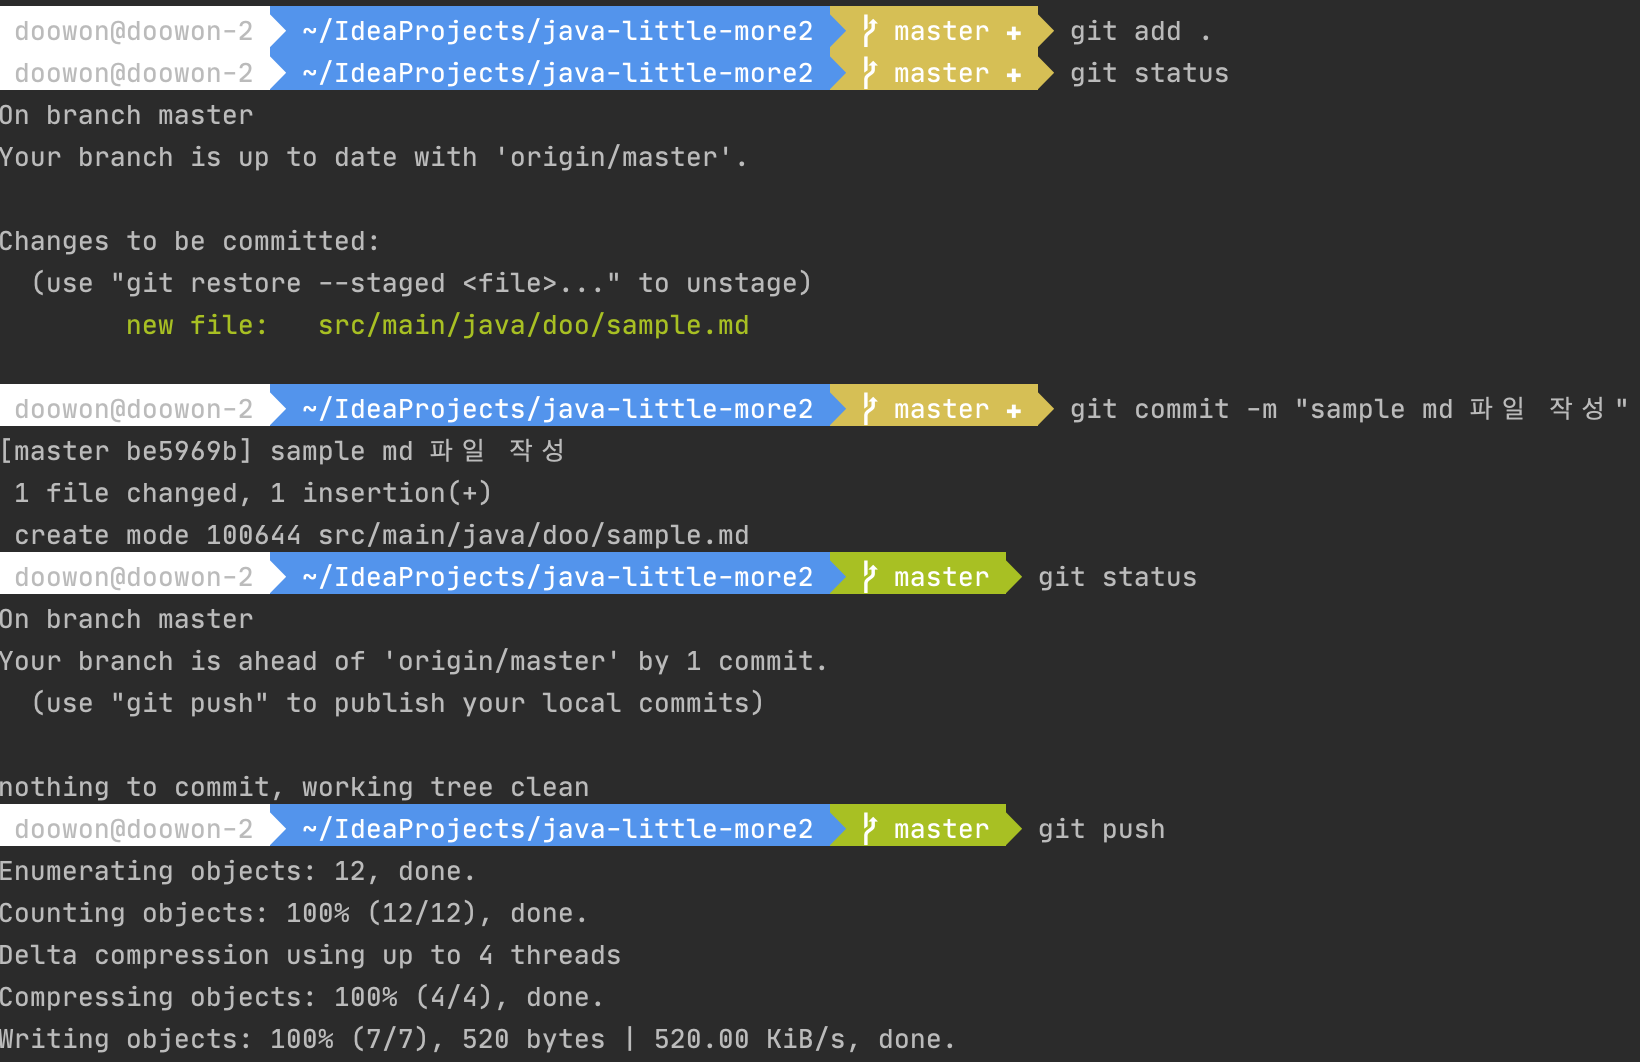 doowon@doowon-2 ~/IdeaProjects/java-little-more2 master + git add .
doowon@doowon-2 ~/IdeaProjects/java-little-more2 master + git status
On branch master
Your branch is up to date with 'origin/master'.
Changes to be committed:
(use "git restore --staged <file>..." to unstage)
new file: src/main/java/doo/sample.md
doowon@doowon-2 ~/IdeaProjects/java-little-more2 master + git commit -m "sample md 파일 작성"
[master be5969b] sample md 파일 작성
1 file changed, 1 insertion(+)
create mode 100644 src/main/java/doo/sample.md
doowon@doowon-2 ~/IdeaProjects/java-little-more2 master git status
On branch master
Your branch is ahead of 'origin/master' by 1 commit.
(use "git push" to publish your local commits)
nothing to commit, working tree clean
doowon@doowon-2 ~/IdeaProjects/java-little-more2 master git push
Enumerating objects: 12, done.
Counting objects: 100% (12/12), done.
Delta compression using up to 4 threads
Compressing objects: 100% (4/4), done.
Writing objects: 100% (7/7), 520 bytes | 520.00 KiB/s, done.